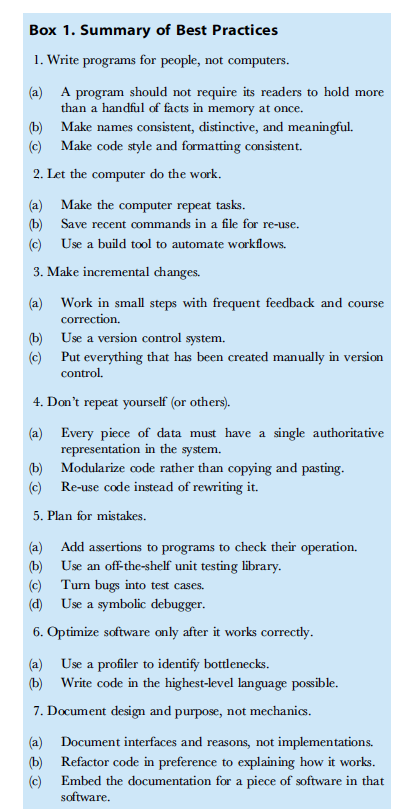 Box 1. Summary of Best Practices
1. Write programs for people, not computers.
(a) A program should not require its readers to hold more
than a handful of facts in memory at once.
(b) Make names consistent, distinctive, and meaningful.
(c) Make code style and formatting consistent.
2. Let the computer do the work.
(a) Make the computer repeat tasks.
(b) Save recent commands in a file for re-use.
(c) Use a build tool to automate workflows.
3. Make incremental changes.
(a) Work in small steps with frequent feedback and course
correction.
(b) Use a version control system.
(c) Put everything that has been created manually in version
control.
4. Don't repeat yourself (or others).
(a) Every piece of data must have a single authoritative
representation in the system.
(b) Modularize code rather than copying and pasting.
(c) Re-use code instead of rewriting it.
5. Plan for mistakes.
(a) Add assertions to programs to check their operation.
(b) Use an off-the-shelf unit testing library.
(c) Turn bugs into test cases.
(d) Use a symbolic debugger.
6. Optimize software only after it works correctly.
(a) Use a profiler to identify bottlenecks.
(b) Write code in the highest-level language possible.
7. Document design and purpose, not mechanics.
(a) Document interfaces and reasons, not implementations.
(b) Refactor code in preference to explaining how it works.
(c) Embed the documentation for a piece of software in that
software.